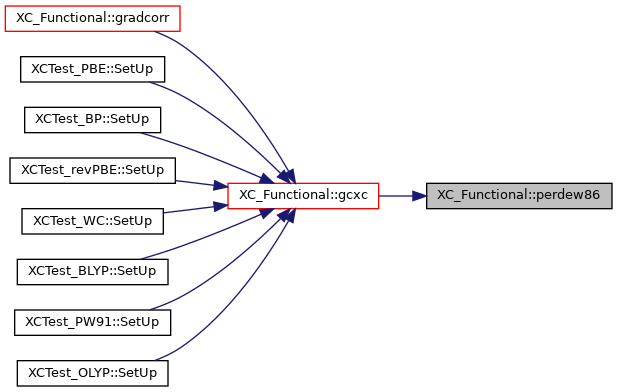 XC_Functional::gradcorr
XCTest_PBE::SetUp
XCTest_BP::SetUp
XCTest_revPBE::SetUp
XC_Functional::gcxc
XC_Functional::perdew86
XCTest_WC::SetUp
XCTest_BLYP::SetUp
XCTest_PW91::SetUp
XCTest_OLYP::SetUp